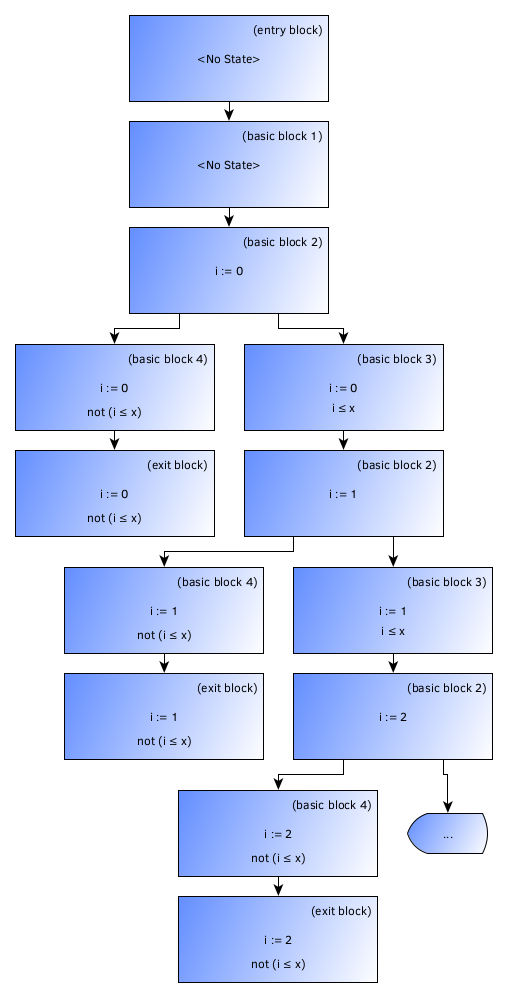 (entry block)
<No State>
(basic block 1)
<No State>
(basic block 2)
i := 0
(basic block 4)
i := 0
not (i ≤ x)
(basic block 3)
i := 0
i ≤ x
(exit block)
i := 0
not (i ≤ x)
(basic block 2)
i := 1
(basic block 4)
i := 1
not (i ≤ x)
(basic block 3)
i := 1
i ≤ x
(exit block)
i := 1
not (i ≤ x)
(basic block 2)
i := 2
(basic block 4)
i := 2
not (i ≤ x)
...
(exit block)
i := 2
not (i ≤ x)